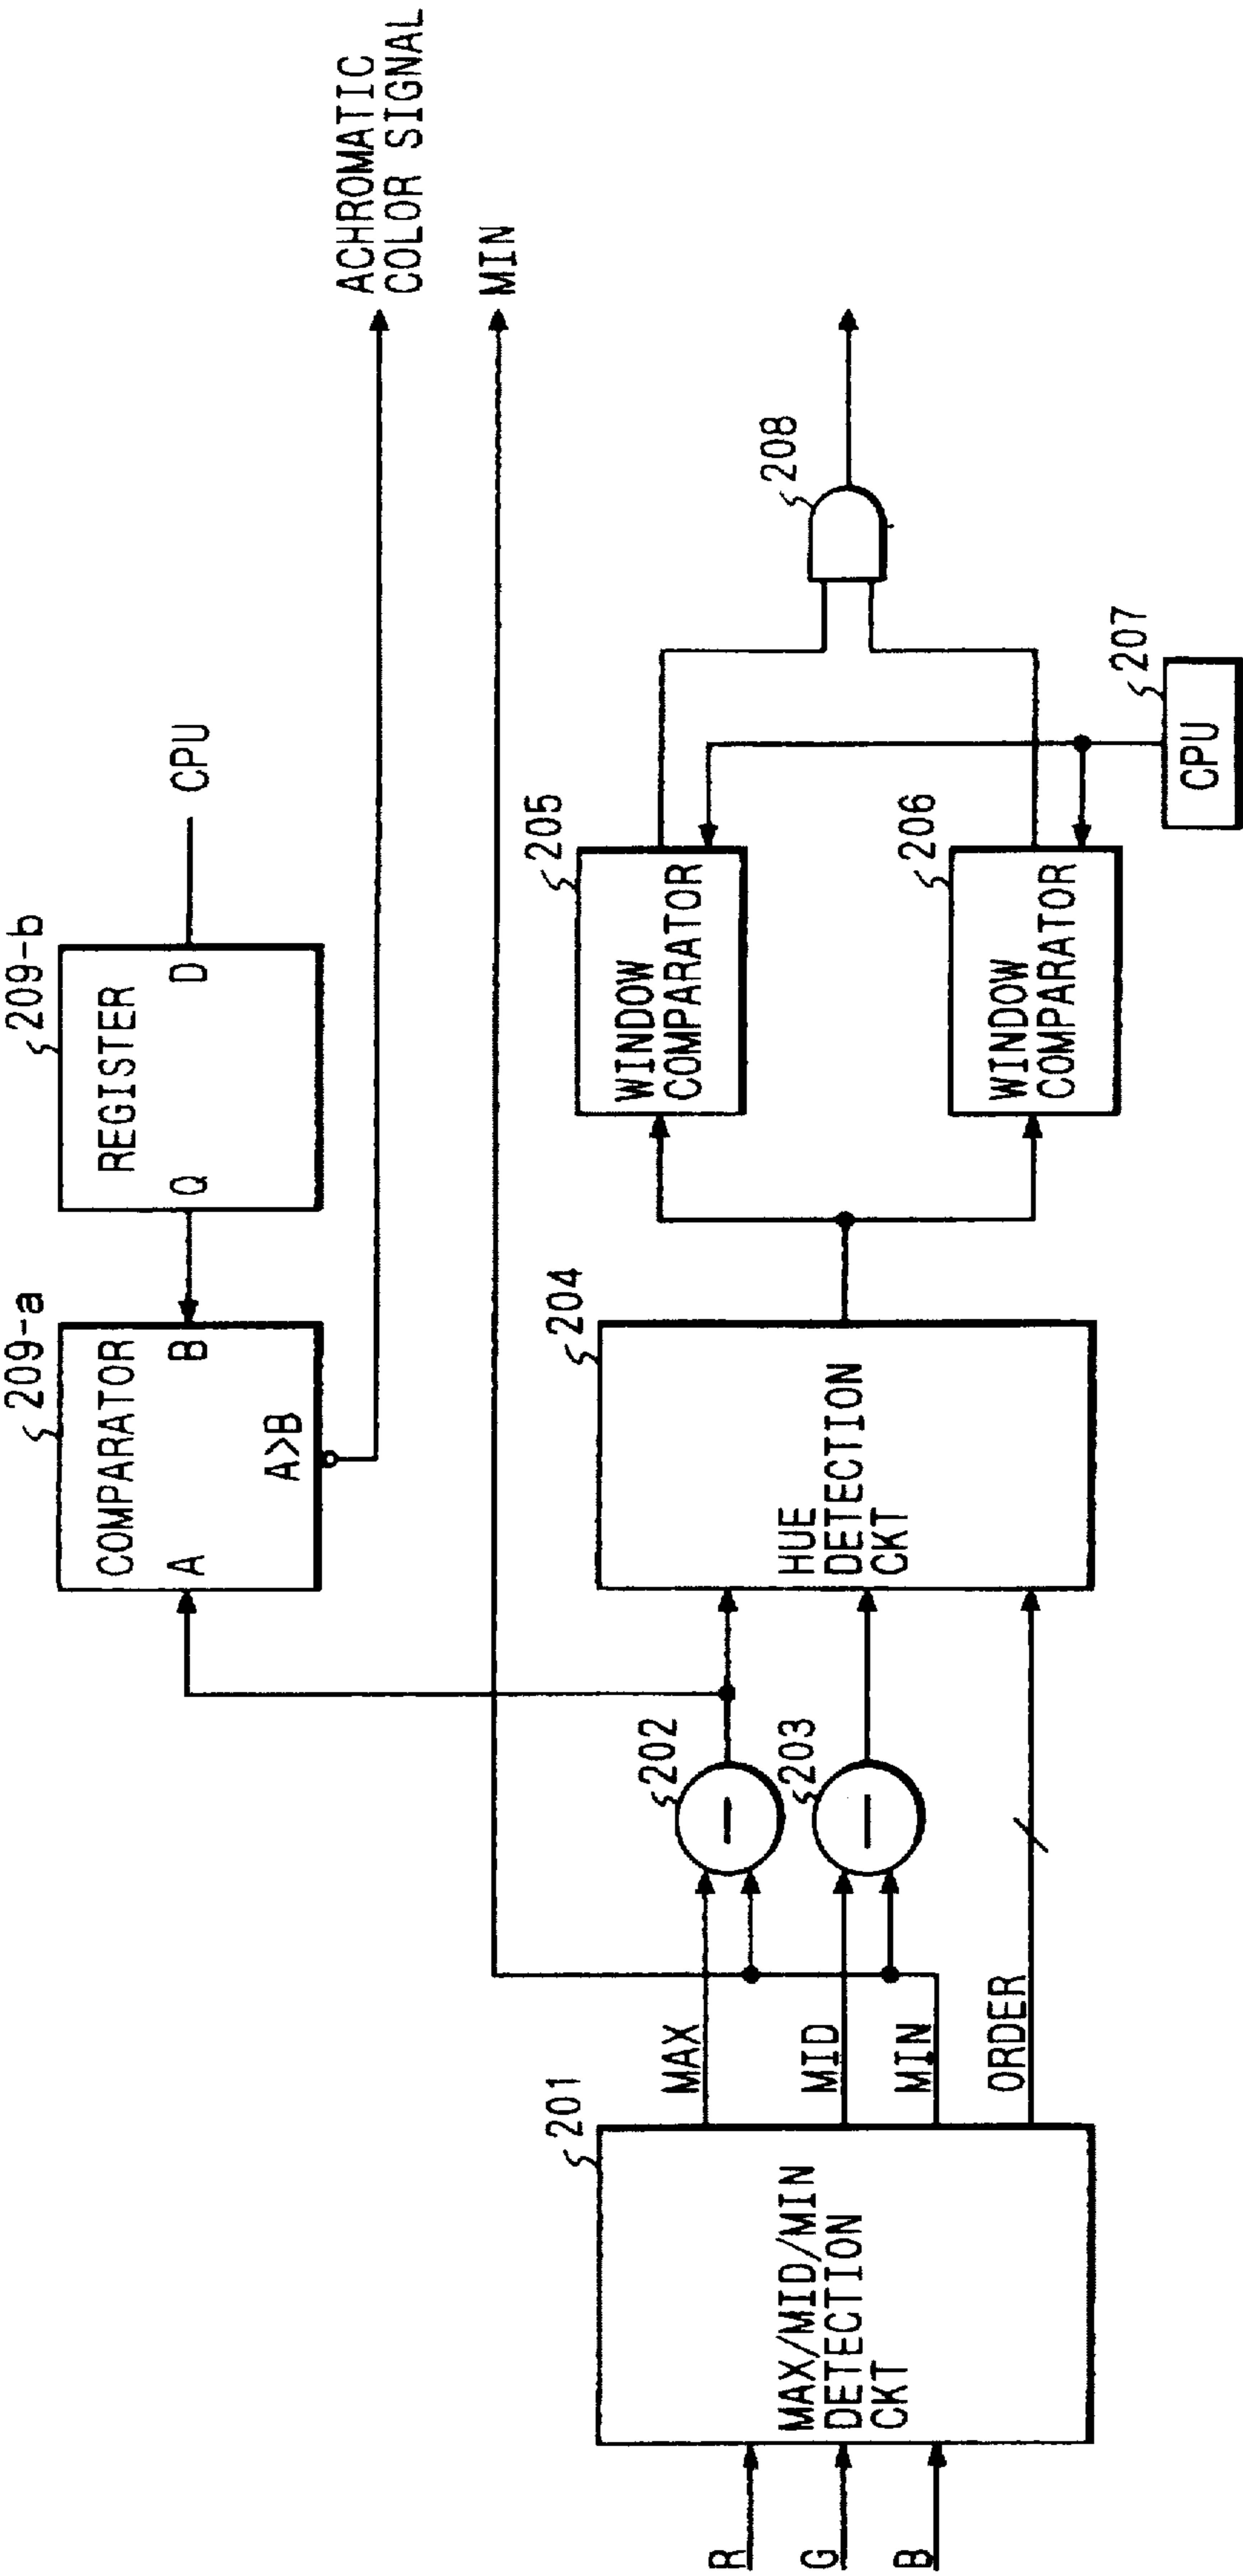 209-a
COMPARATOR
A
B
A>B
209-b
REGISTER
Q
D
CPU
ACHROMATIC
COLOR SIGNAL
MIN
R
G
B
201
MAX/MID/MIN
DETECTION
CKT
MAX
MID
MIN
ORDER
202
203
204
HUE
DETECTION
CKT
205
WINDOW
COMPARATOR
206
WINDOW
COMPARATOR
207
CPU
208